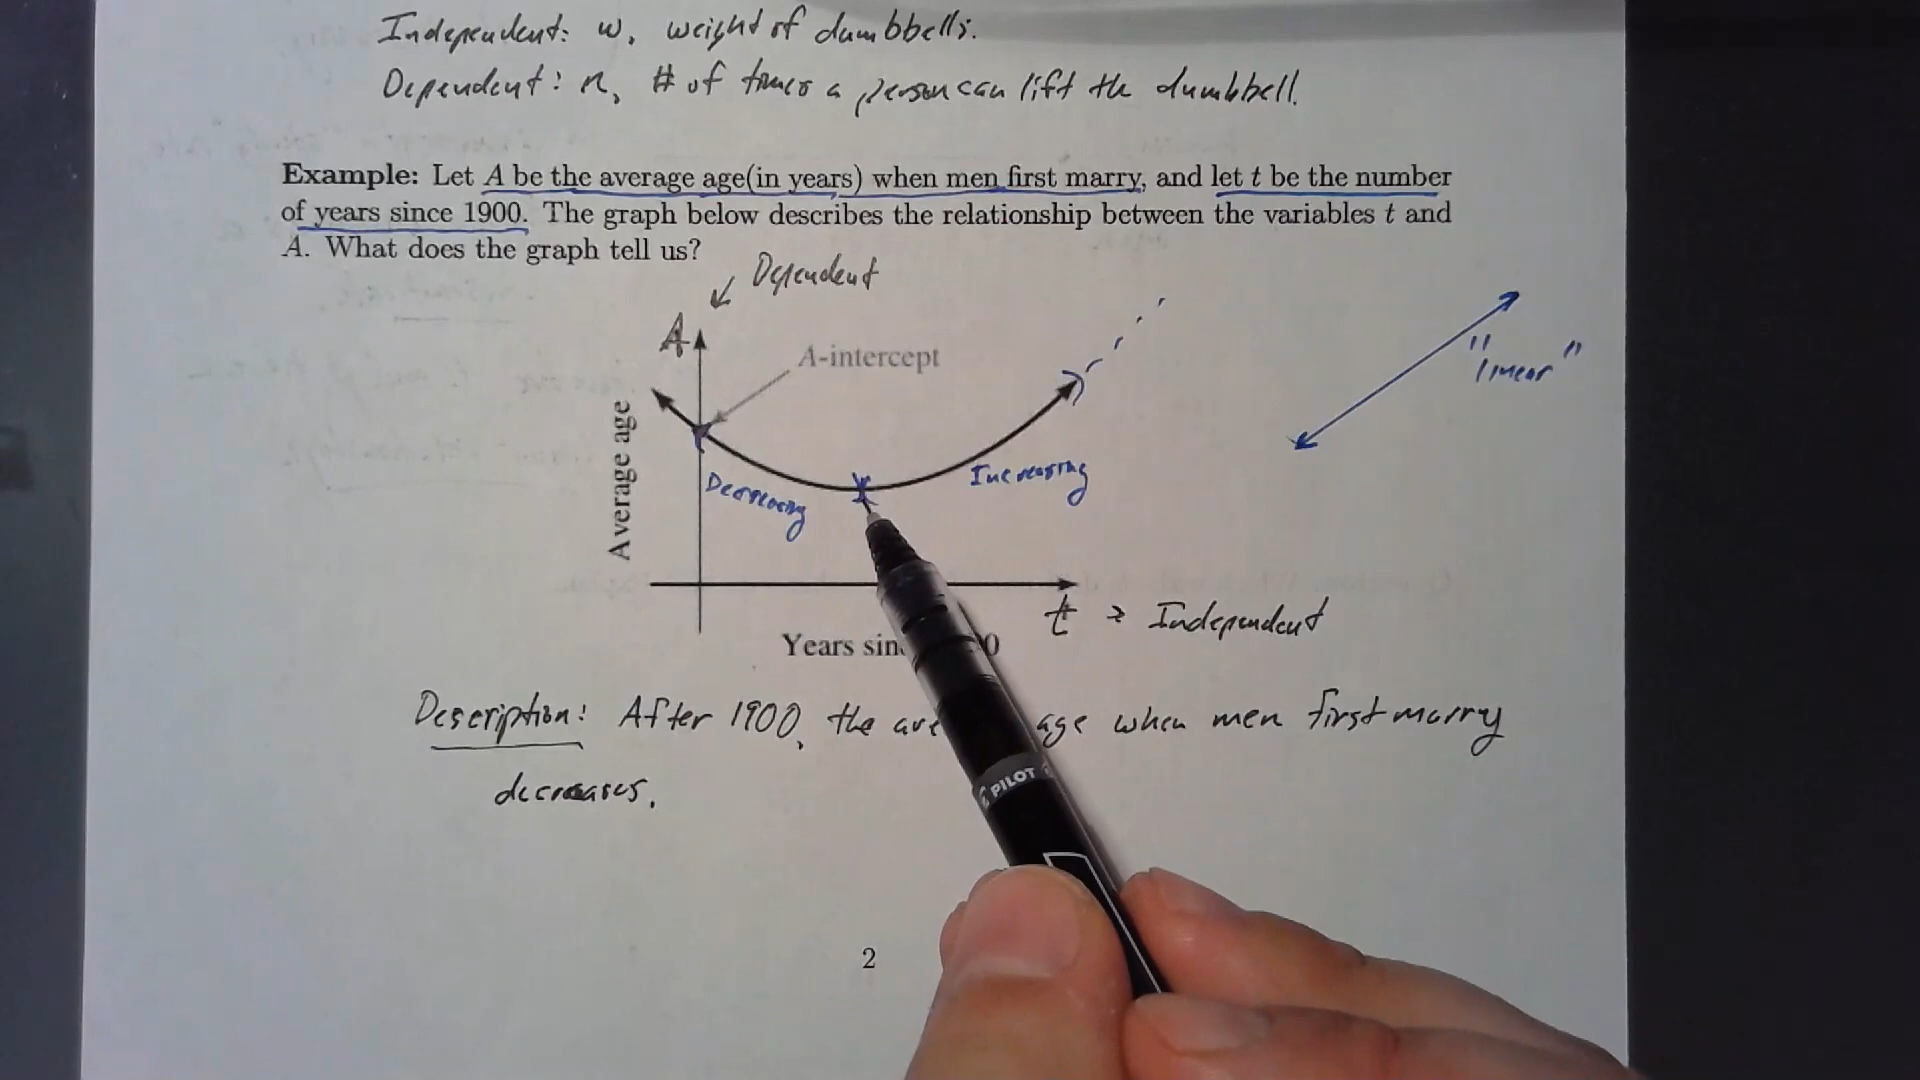 Independent: w, weight of dumbbells.
Dependent: n, # of times a person can lift the dumbbell.
Example: Let A be the average age(in years) when men first marry, and let t be the number
of years since 1900. The graph below describes the relationship between the variables t and
A. What does the graph tell us?
Dependent
A
A-intercept
"linear"
Average age
Decreasing
Increasing
t → Independent
Years
Description: After 1900, the age when men first marry
decreases.
PILOT
2